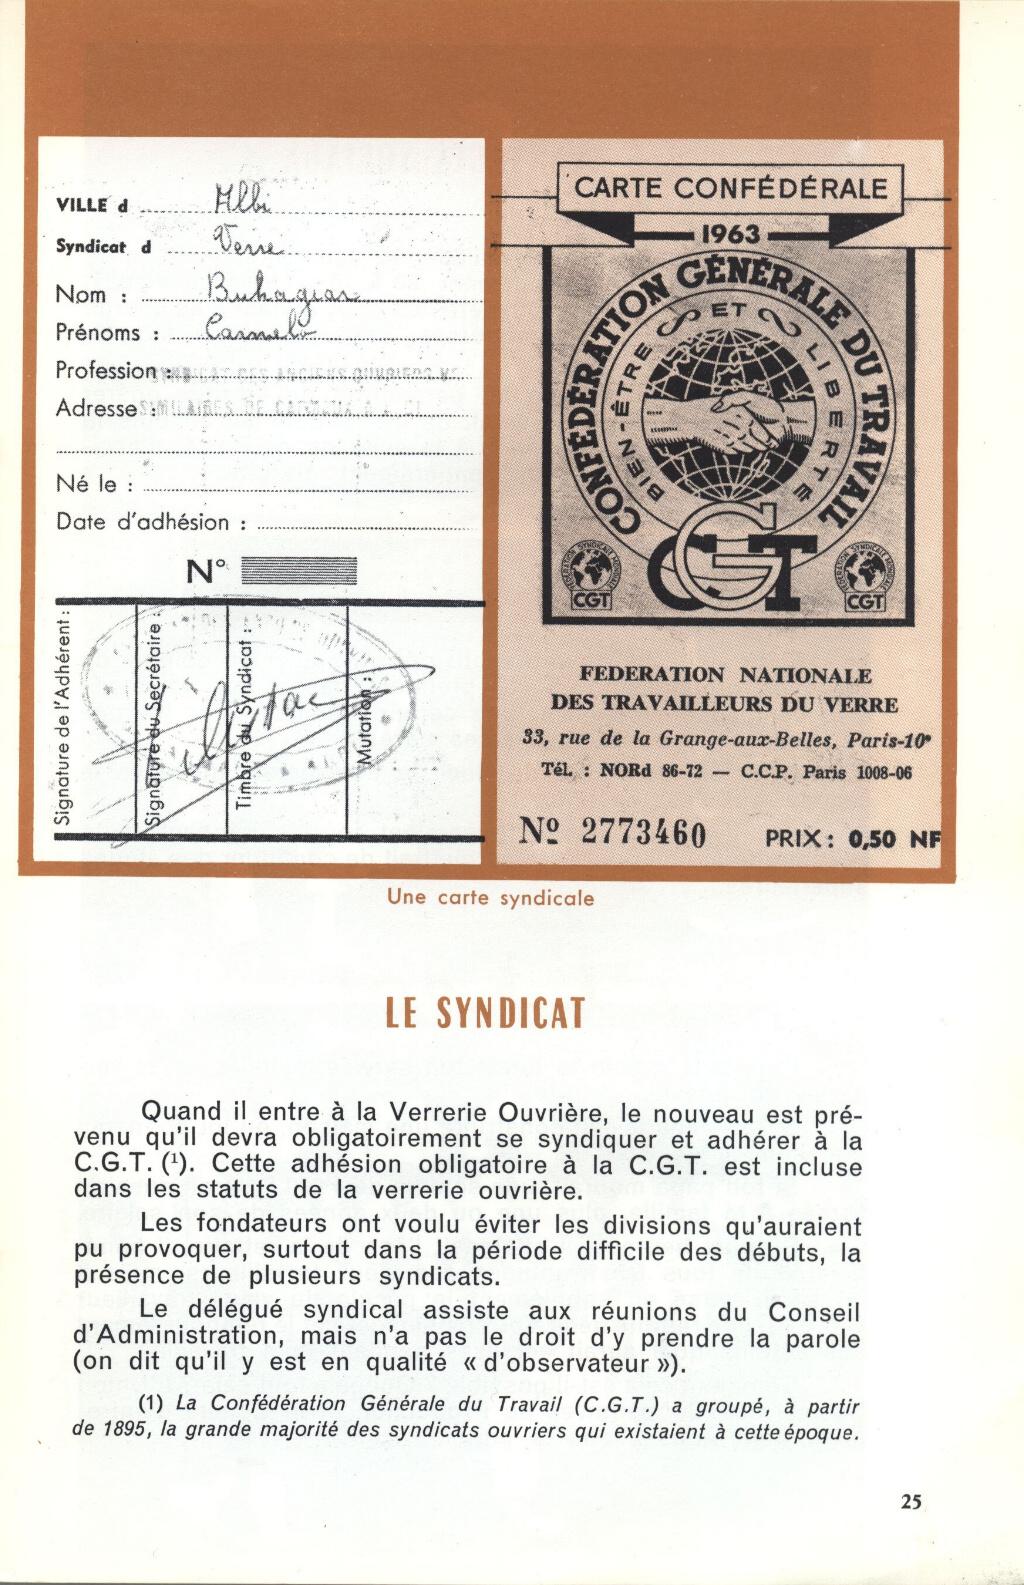 VILLE d Albi
Syndicat d Verre
Nom : Buhagiar
Prénoms : Carmelo
Profession :
Adresse :
Né le :
Date d'adhésion :
N°
Signature de l'Adhérent :
Signature du Secrétaire :
Timbre du Syndicat :
Mutation :
CARTE CONFÉDÉRALE
1963
CONFÉDÉRATION GÉNÉRALE DU TRAVAIL
BIEN-ÊTRE ET LIBERTÉ
CGT
CGT
CGT
FEDERATION NATIONALE
DES TRAVAILLEURS DU VERRE
33, rue de la Grange-aux-Belles, Paris-10e
Tél. : NORd 86-72 — C.C.P. Paris 1008-06
Nº 2773460 PRIX : 0,50 NF
Une carte syndicale
LE SYNDICAT
Quand il entre à la Verrerie Ouvrière, le nouveau est pré-
venu qu'il devra obligatoirement se syndiquer et adhérer à la
C.G.T. (1). Cette adhésion obligatoire à la C.G.T. est incluse
dans les statuts de la verrerie ouvrière.
Les fondateurs ont voulu éviter les divisions qu'auraient
pu provoquer, surtout dans la période difficile des débuts, la
présence de plusieurs syndicats.
Le délégué syndical assiste aux réunions du Conseil
d'Administration, mais n'a pas le droit d'y prendre la parole
(on dit qu'il y est en qualité « d'observateur »).
(1) La Confédération Générale du Travail (C.G.T.) a groupé, à partir
de 1895, la grande majorité des syndicats ouvriers qui existaient à cette époque.
25